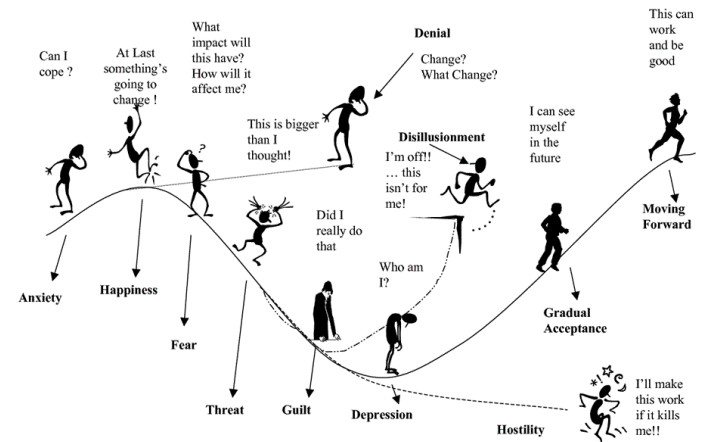 Can I
cope ?
At Last
something's
going to
change !
What
impact will
this have?
How will it
affect me?
?
This is bigger
than I
thought!
Denial
Change?
What Change?
Disillusionment
I'm off!!
… this
isn't for
me!
I can see
myself
in the
future
This can
work
and be
good
Did I
really do
that
Who am
I?
Moving
Forward
Anxiety
Happiness
Fear
Gradual
Acceptance
Threat
Guilt
Depression
Hostility
I'll make
this work
if it kills
me!!